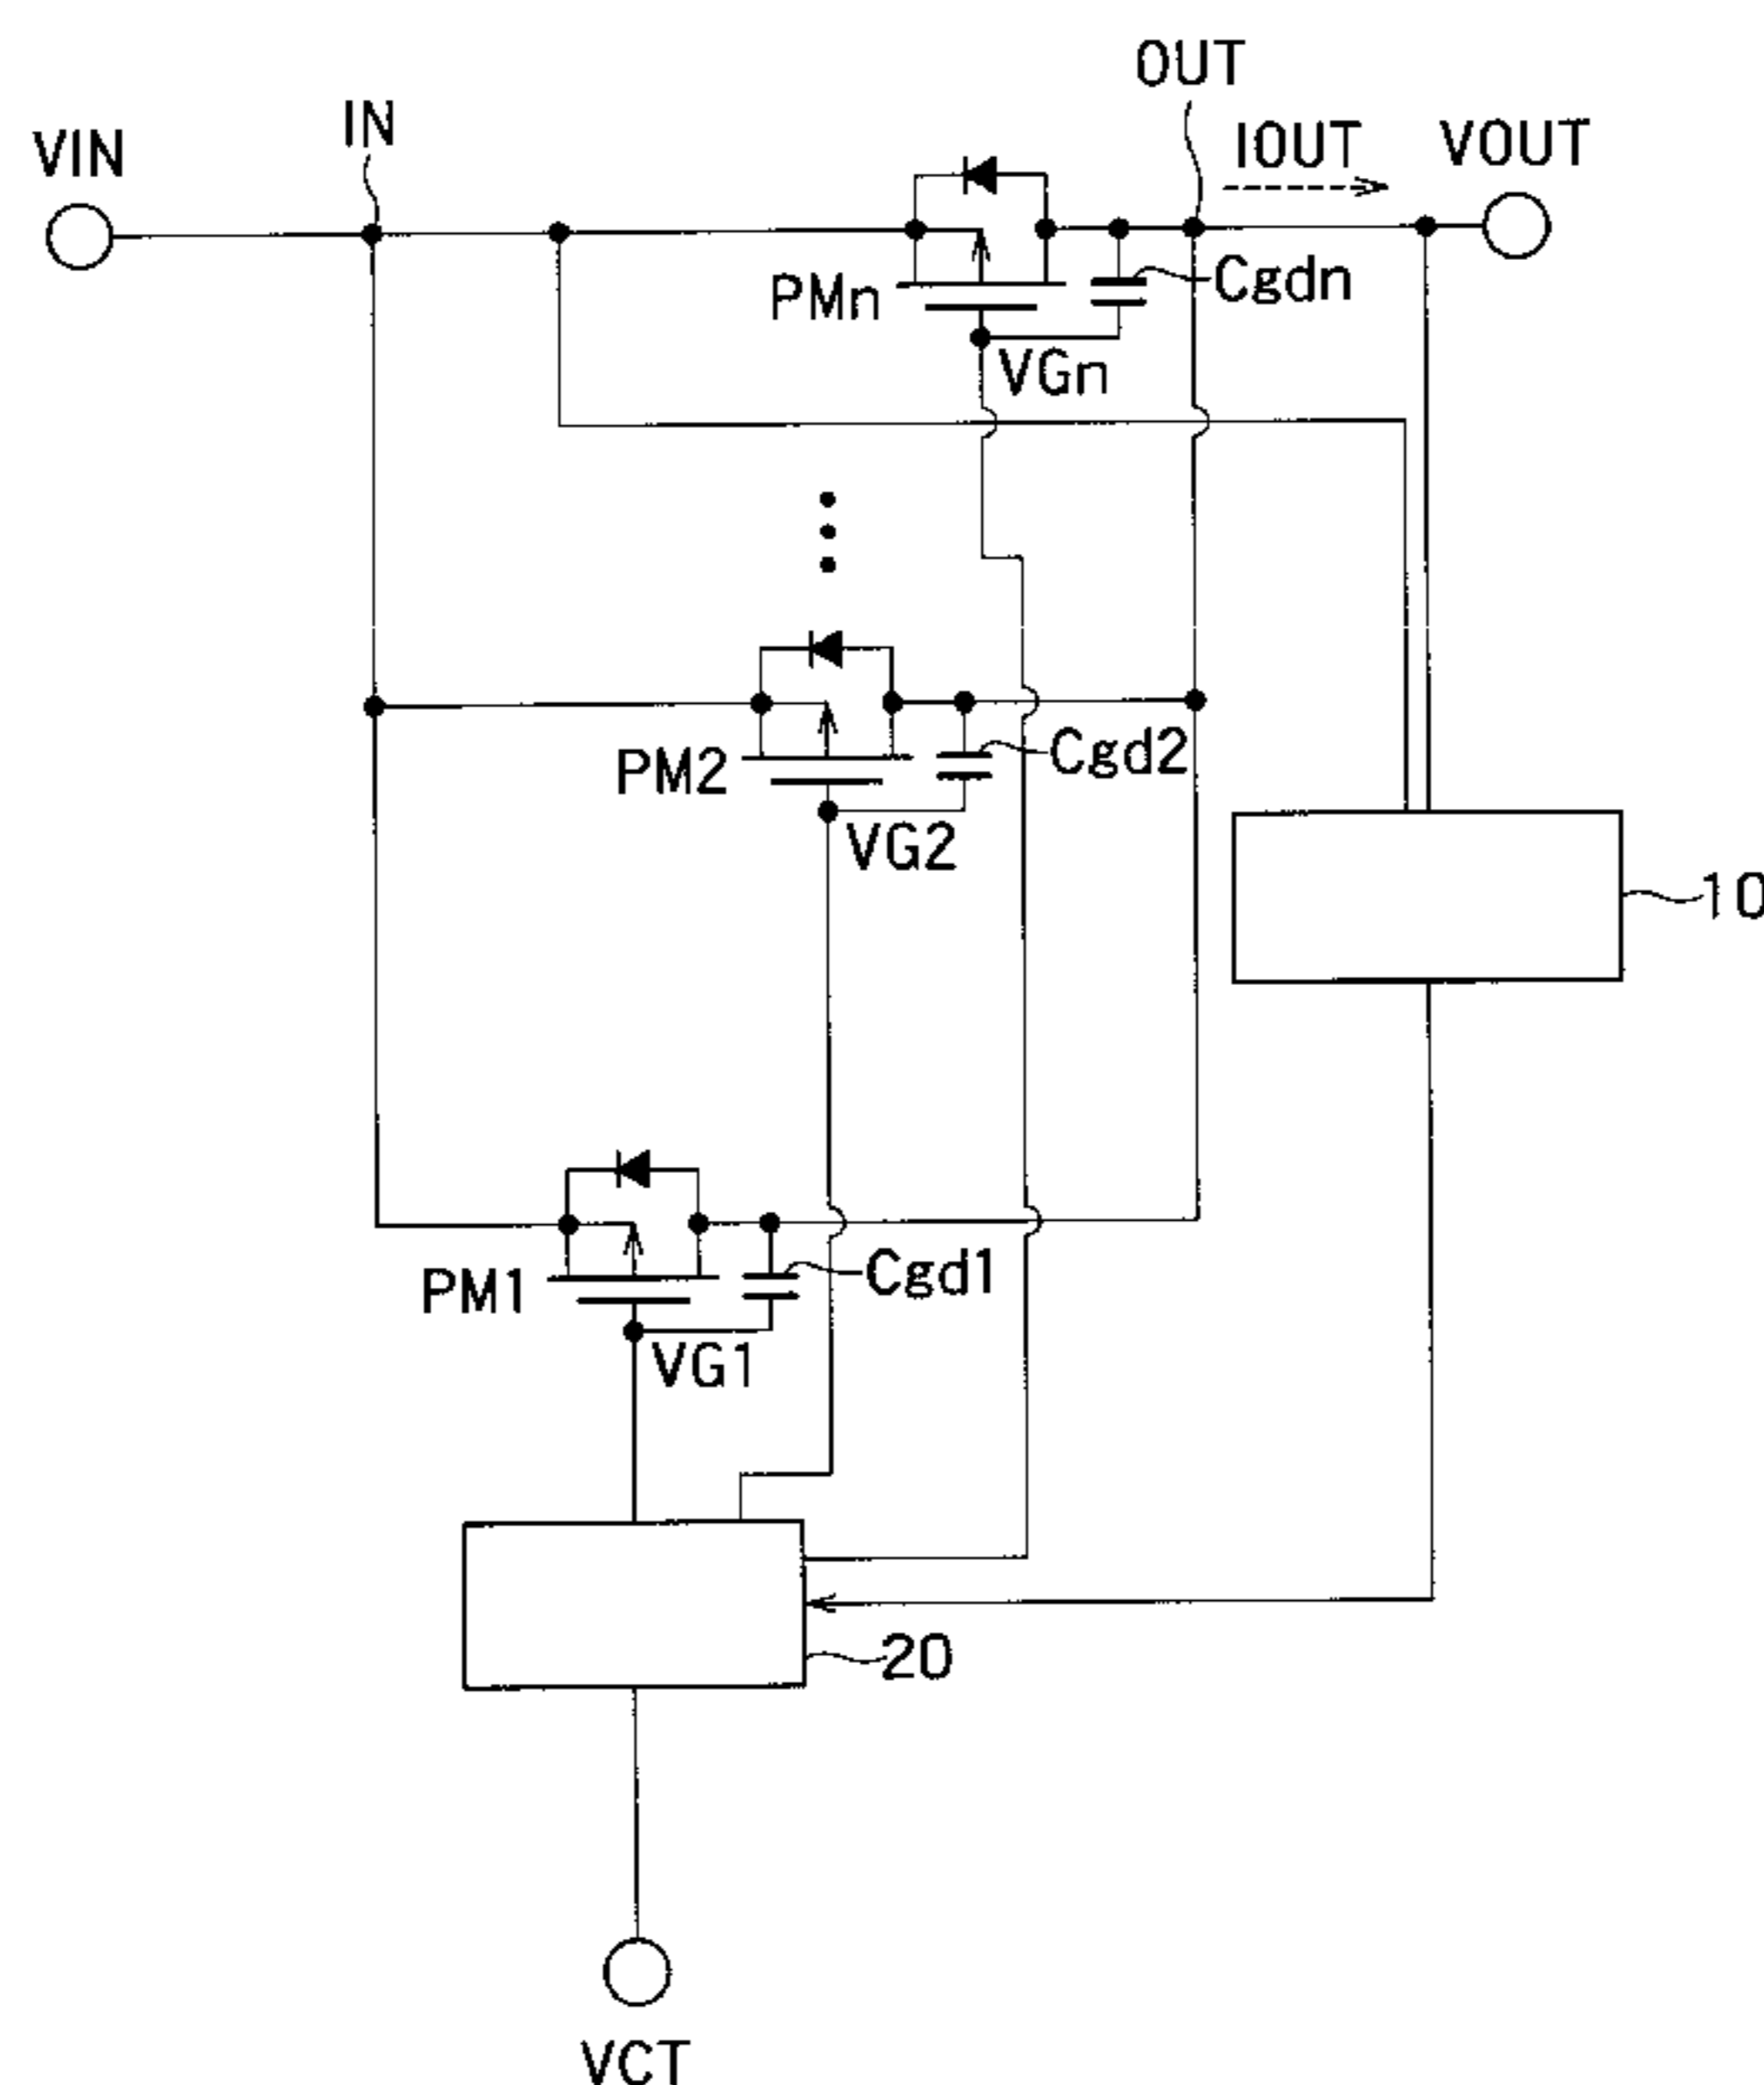 OUT
IN
IOUT
VOUT
VIN
Cgdn
PMn
VGn
Cgd2
PM2
VG2
10
Cgd1
PM1
VG1
20
VCT